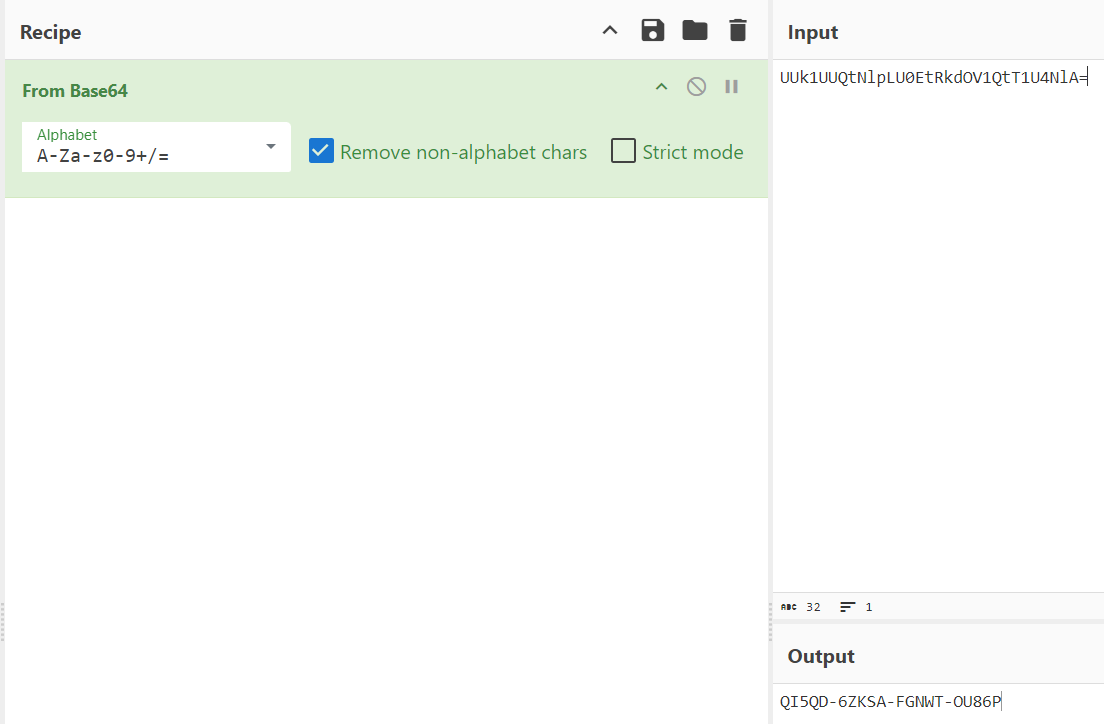 Recipe
From Base64
Alphabet
A-Za-z0-9+/=
Remove non-alphabet chars
Strict mode
Input
UUk1UUQtNlpLU0EtRkdOV1QtT1U4NlA=
ABC 32 1
Output
QI5QD-6ZKSA-FGNWT-OU86P